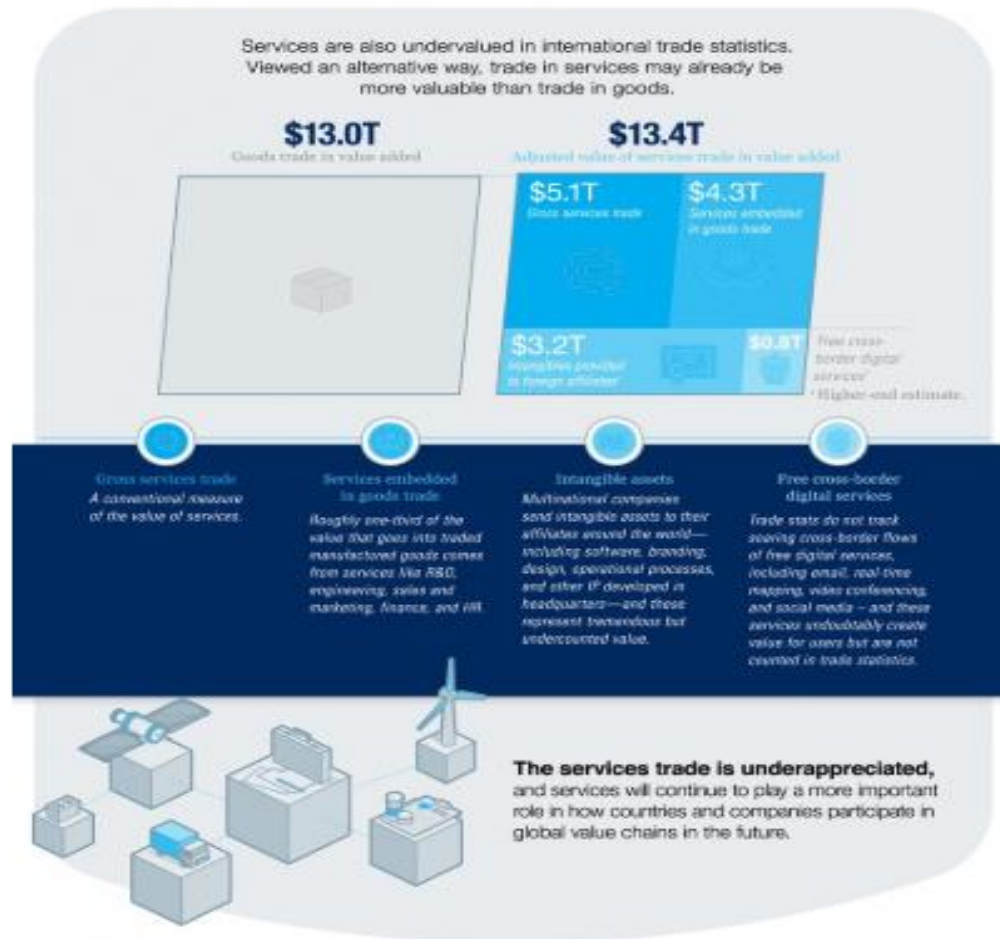 Services are also undervalued in international trade statistics.
Viewed an alternative way, trade in services may already be
more valuable than trade in goods.
$13.0T
Goods trade in value added
$13.4T
Adjusted value of services trade in value added
$5.1T
Gross services trade
$4.3T
Services embedded
in goods trade
$3.2T
Intangibles provided
to foreign affiliates
$0.8T
Free cross-
border digital
services
Higher-end estimate.
Gross services trade
A conventional measure
of the value of services.
Services embedded
in goods trade
Roughly one-third of the
value that goes into traded
manufactured goods comes
from services like R&D,
engineering, sales and
marketing, finance, and HR.
Intangible assets
Multinational companies
send intangible assets to their
affiliates around the world—
including software, branding,
design, operational processes,
and other IP developed in
headquarters—and these
represent tremendous but
undercounted value.
Free cross-border
digital services
Trade stats do not track
soaring cross-border flows
of free digital services,
including email, real-time
mapping, video conferencing,
and social media – and these
services undoubtably create
value for users but are not
counted in trade statistics.
The services trade is underappreciated,
and services will continue to play a more important
role in how countries and companies participate in
global value chains in the future.